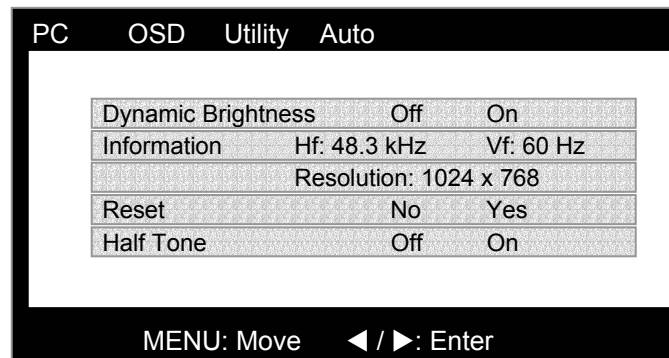 PC OSD Utility Auto
Dynamic Brightness Off On
Information Hf: 48.3 kHz Vf: 60 Hz
Resolution: 1024 x 768
Reset No Yes
Half Tone Off On
MENU: Move ◀ / ▶: Enter